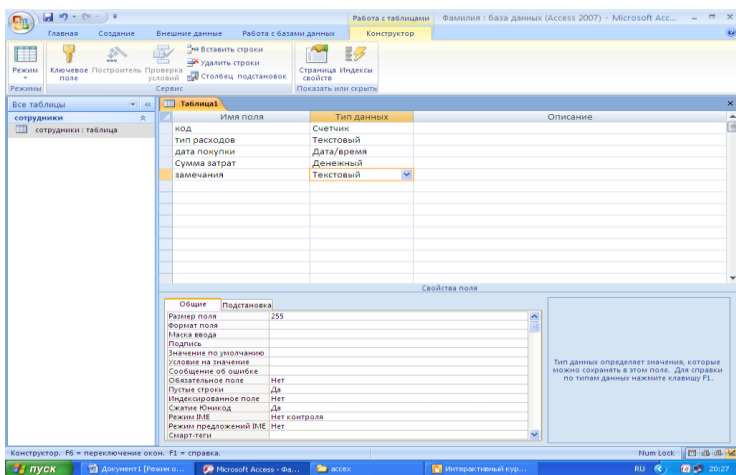 Работа с таблицами
Фамилия : база данных (Access 2007) - Microsoft Acc...
Главная Создание Внешние данные Работа с базами данных Конструктор
Режим
Ключевое поле
Построитель
Проверка условий
Вставить строки
Удалить строки
Столбец подстановок
Страница свойств
Индексы
Режимы Сервис Показать или скрыть
Все таблицы
сотрудники
сотрудники : таблица
Таблица1
Имя поля Тип данных Описание
код Счетчик
тип расходов Текстовый
дата покупки Дата/время
Сумма затрат Денежный
замечания Текстовый
Свойства поля
Общие Подстановка
Размер поля 255
Формат поля
Маска ввода
Подпись
Значение по умолчанию
Условие на значение
Сообщение об ошибке
Обязательное поле Нет
Пустые строки Да
Индексированное поле Нет
Сжатие Юникод Да
Режим IME Нет контроля
Режим предложений IME Нет
Смарт-теги
Тип данных определяет значения, которые
можно сохранять в этом поле. Для справки
по типам данных нажмите клавишу F1.
Конструктор. F6 = переключение окон. F1 = справка. Num Lock
пуск Документ1 [Режим о... Microsoft Access - Фа... accex Интерактивный кур... RU 20:27